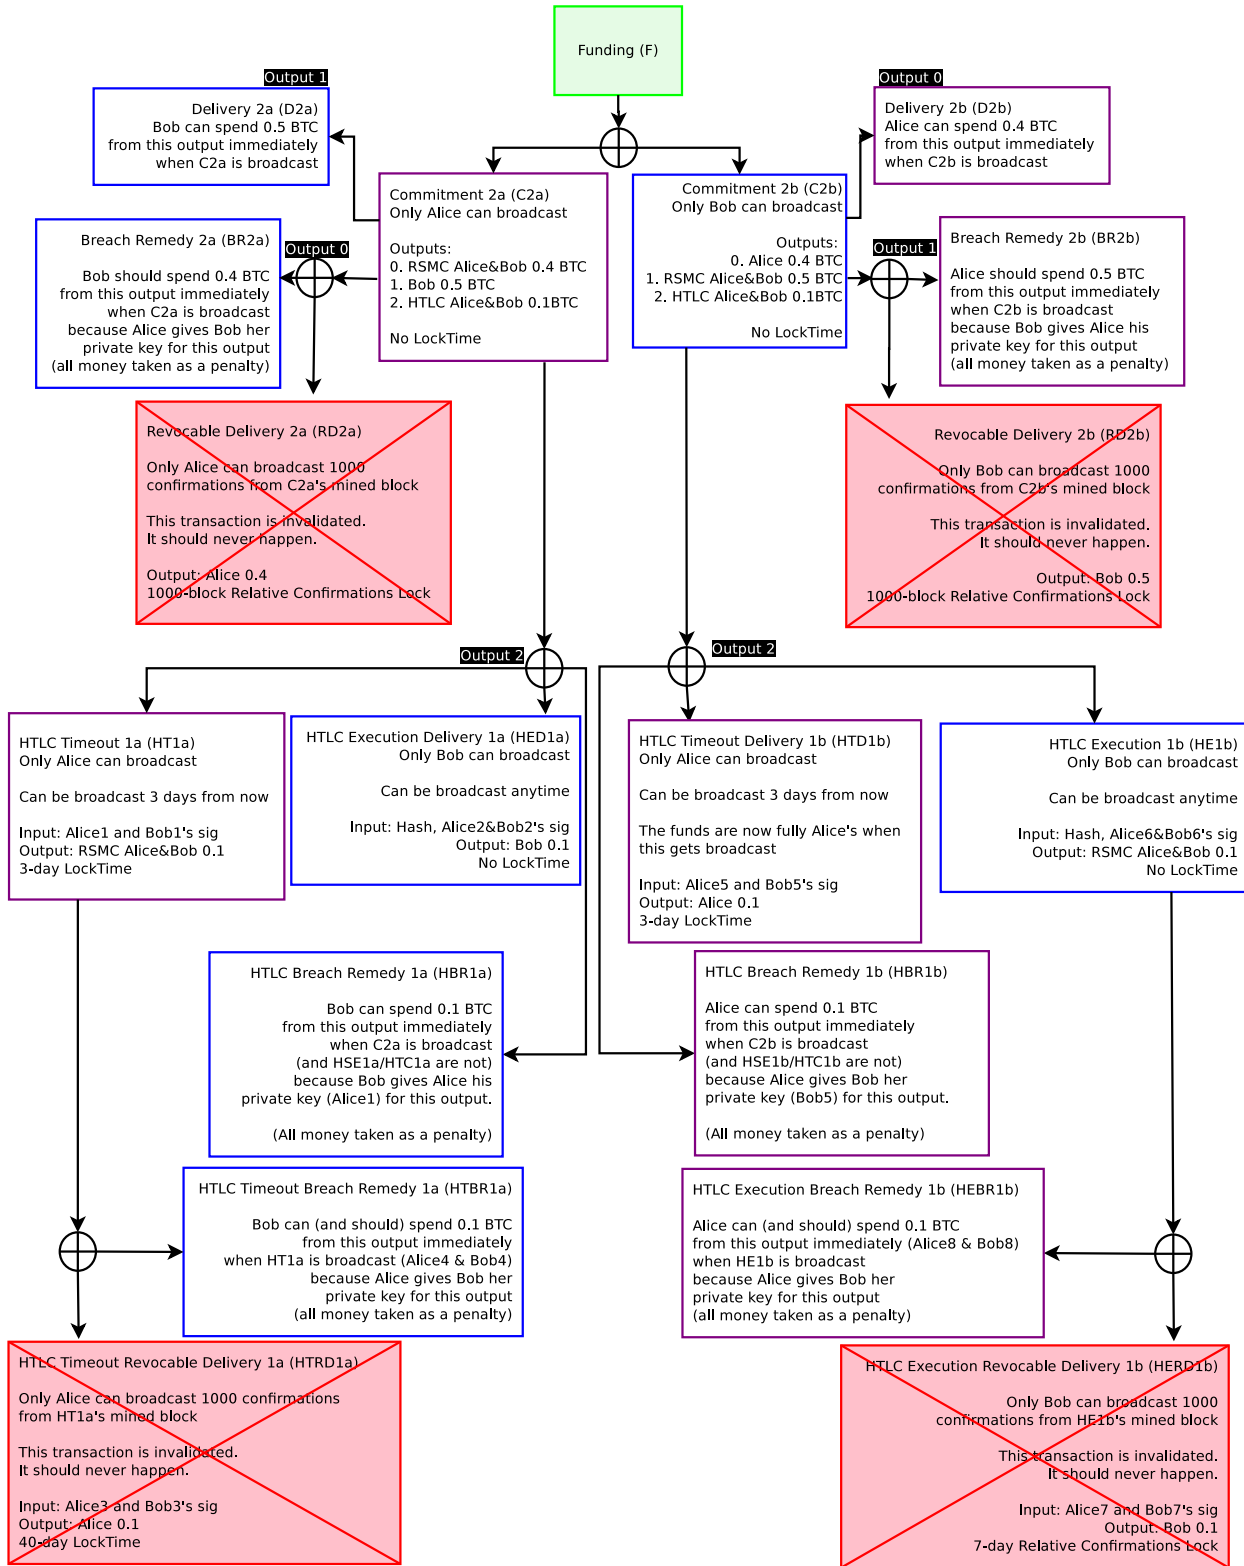 Funding (F)
Output 1
Delivery 2a (D2a)
Bob can spend 0.5 BTC
from this output immediately
when C2a is broadcast
Output 0
Delivery 2b (D2b)
Alice can spend 0.4 BTC
from this output immediately
when C2b is broadcast
Commitment 2a (C2a)
Only Alice can broadcast
Outputs:
0. RSMC Alice&Bob 0.4 BTC
1. Bob 0.5 BTC
2. HTLC Alice&Bob 0.1BTC
No LockTime
Commitment 2b (C2b)
Only Bob can broadcast
Outputs:
0. Alice 0.4 BTC
1. RSMC Alice&Bob 0.5 BTC
2. HTLC Alice&Bob 0.1BTC
No LockTime
Output 0
Breach Remedy 2a (BR2a)
Bob should spend 0.4 BTC
from this output immediately
when C2a is broadcast
because Alice gives Bob her
private key for this output
(all money taken as a penalty)
Output 1
Breach Remedy 2b (BR2b)
Alice should spend 0.5 BTC
from this output immediately
when C2b is broadcast
because Bob gives Alice his
private key for this output
(all money taken as a penalty)
Revocable Delivery 2a (RD2a)
Only Alice can broadcast 1000
confirmations from C2a's mined block
This transaction is invalidated.
It should never happen.
Output: Alice 0.4
1000-block Relative Confirmations Lock
Revocable Delivery 2b (RD2b)
Only Bob can broadcast 1000
confirmations from C2b's mined block
This transaction is invalidated.
It should never happen.
Output: Bob 0.5
1000-block Relative Confirmations Lock
Output 2
Output 2
HTLC Timeout 1a (HT1a)
Only Alice can broadcast
Can be broadcast 3 days from now
Input: Alice1 and Bob1's sig
Output: RSMC Alice&Bob 0.1
3-day LockTime
HTLC Execution Delivery 1a (HED1a)
Only Bob can broadcast
Can be broadcast anytime
Input: Hash, Alice2&Bob2's sig
Output: Bob 0.1
No LockTime
HTLC Timeout Delivery 1b (HTD1b)
Only Alice can broadcast
Can be broadcast 3 days from now
The funds are now fully Alice's when
this gets broadcast
Input: Alice5 and Bob5's sig
Output: Alice 0.1
3-day LockTime
HTLC Execution 1b (HE1b)
Only Bob can broadcast
Can be broadcast anytime
Input: Hash, Alice6&Bob6's sig
Output: RSMC Alice&Bob 0.1
No LockTime
HTLC Breach Remedy 1a (HBR1a)
Bob can spend 0.1 BTC
from this output immediately
when C2a is broadcast
(and HSE1a/HTC1a are not)
because Bob gives Alice his
private key (Alice1) for this output.
(All money taken as a penalty)
HTLC Breach Remedy 1b (HBR1b)
Alice can spend 0.1 BTC
from this output immediately
when C2b is broadcast
(and HSE1b/HTC1b are not)
because Alice gives Bob her
private key (Bob5) for this output.
(All money taken as a penalty)
HTLC Timeout Breach Remedy 1a (HTBR1a)
Bob can (and should) spend 0.1 BTC
from this output immediately
when HT1a is broadcast (Alice4 & Bob4)
because Alice gives Bob her
private key for this output
(all money taken as a penalty)
HTLC Execution Breach Remedy 1b (HEBR1b)
Alice can (and should) spend 0.1 BTC
from this output immediately (Alice8 & Bob8)
when HE1b is broadcast
because Alice gives Bob her
private key for this output
(all money taken as a penalty)
HTLC Timeout Revocable Delivery 1a (HTRD1a)
Only Alice can broadcast 1000 confirmations
from HT1a's mined block
This transaction is invalidated.
It should never happen.
Input: Alice3 and Bob3's sig
Output: Alice 0.1
40-day LockTime
HTLC Execution Revocable Delivery 1b (HERD1b)
Only Bob can broadcast 1000
confirmations from HE1b's mined block
This transaction is invalidated.
It should never happen.
Input: Alice7 and Bob7's sig
Output: Bob 0.1
7-day Relative Confirmations Lock